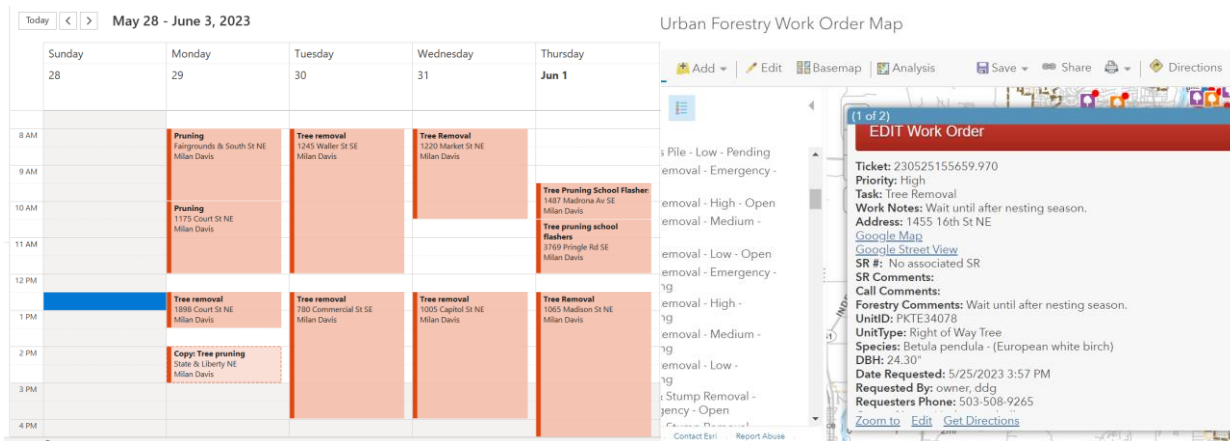 Today < > May 28 - June 3, 2023
Sunday Monday Tuesday Wednesday Thursday
28 29 30 31 Jun 1
8 AM
9 AM
10 AM
11 AM
12 PM
1 PM
2 PM
3 PM
4 PM
Pruning
Fairgrounds & South St NE
Milan Davis
Pruning
1175 Court St NE
Milan Davis
Tree removal
1898 Court St NE
Milan Davis
Copy: Tree pruning
State & Liberty NE
Milan Davis
Tree removal
1245 Waller St SE
Milan Davis
Tree removal
780 Commercial St SE
Milan Davis
Tree Removal
1220 Market St NE
Milan Davis
Tree removal
1005 Capitol St NE
Milan Davis
Tree Pruning School Flasher
1487 Madrona Av SE
Milan Davis
Tree pruning school
flashers
3769 Pringle Rd SE
Milan Davis
Tree Removal
1065 Madison St NE
Milan Davis
Urban Forestry Work Order Map
Add Edit Basemap Analysis Save Share Directions
s Pile - Low - Pending
emoval - Emergency -
emoval - High - Open
emoval - Medium -
emoval - Low - Open
emoval - Emergency -
ng
emoval - High -
ng
emoval - Medium -
ng
emoval - Low -
ng
Stump Removal -
gency - Open
Contact Esri Report Abuse
(1 of 2)
EDIT Work Order
Ticket: 230525155659.970
Priority: High
Task: Tree Removal
Work Notes: Wait until after nesting season.
Address: 1455 16th St NE
Google Map
Google Street View
SR #: No associated SR
SR Comments:
Call Comments:
Forestry Comments: Wait until after nesting season.
UnitID: PKTE34078
UnitType: Right of Way Tree
Species: Betula pendula - (European white birch)
DBH: 24.30"
Date Requested: 5/25/2023 3:57 PM
Requested By: owner, ddg
Requesters Phone: 503-508-9265
Zoom to Edit Get Directions